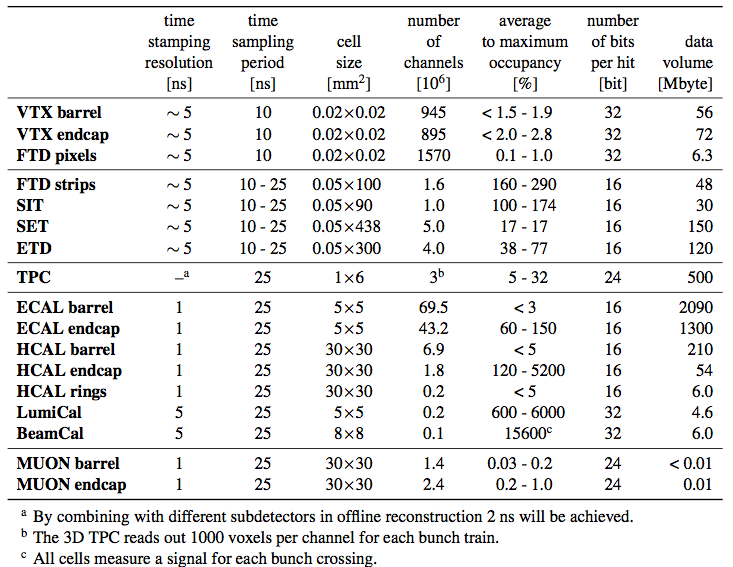 time time number average number
stamping sampling cell of to maximum of bits data
resolution period size channels occupancy per hit volume
[ns] [ns] [mm²] [10⁶] [%] [bit] [Mbyte]
VTX barrel ∼ 5 10 0.02×0.02 945 < 1.5 - 1.9 32 56
VTX endcap ∼ 5 10 0.02×0.02 895 < 2.0 - 2.8 32 72
FTD pixels ∼ 5 10 0.02×0.02 1570 0.1 - 1.0 32 6.3
FTD strips ∼ 5 10 - 25 0.05×100 1.6 160 - 290 16 48
SIT ∼ 5 10 - 25 0.05×90 1.0 100 - 174 16 30
SET ∼ 5 10 - 25 0.05×438 5.0 17 - 17 16 150
ETD ∼ 5 10 - 25 0.05×300 4.0 38 - 77 16 120
TPC –ᵃ 25 1×6 3ᵇ 5 - 32 24 500
ECAL barrel 1 25 5×5 69.5 < 3 16 2090
ECAL endcap 1 25 5×5 43.2 60 - 150 16 1300
HCAL barrel 1 25 30×30 6.9 < 5 16 210
HCAL endcap 1 25 30×30 1.8 120 - 5200 16 54
HCAL rings 1 25 30×30 0.2 < 5 16 6.0
LumiCal 5 25 5×5 0.2 600 - 6000 32 4.6
BeamCal 5 25 8×8 0.1 15600ᶜ 32 6.0
MUON barrel 1 25 30×30 1.4 0.03 - 0.2 24 < 0.01
MUON endcap 1 25 30×30 2.4 0.2 - 1.0 24 0.01
ᵃ By combining with different subdetectors in offline reconstruction 2 ns will be achieved.
ᵇ The 3D TPC reads out 1000 voxels per channel for each bunch train.
ᶜ All cells measure a signal for each bunch crossing.